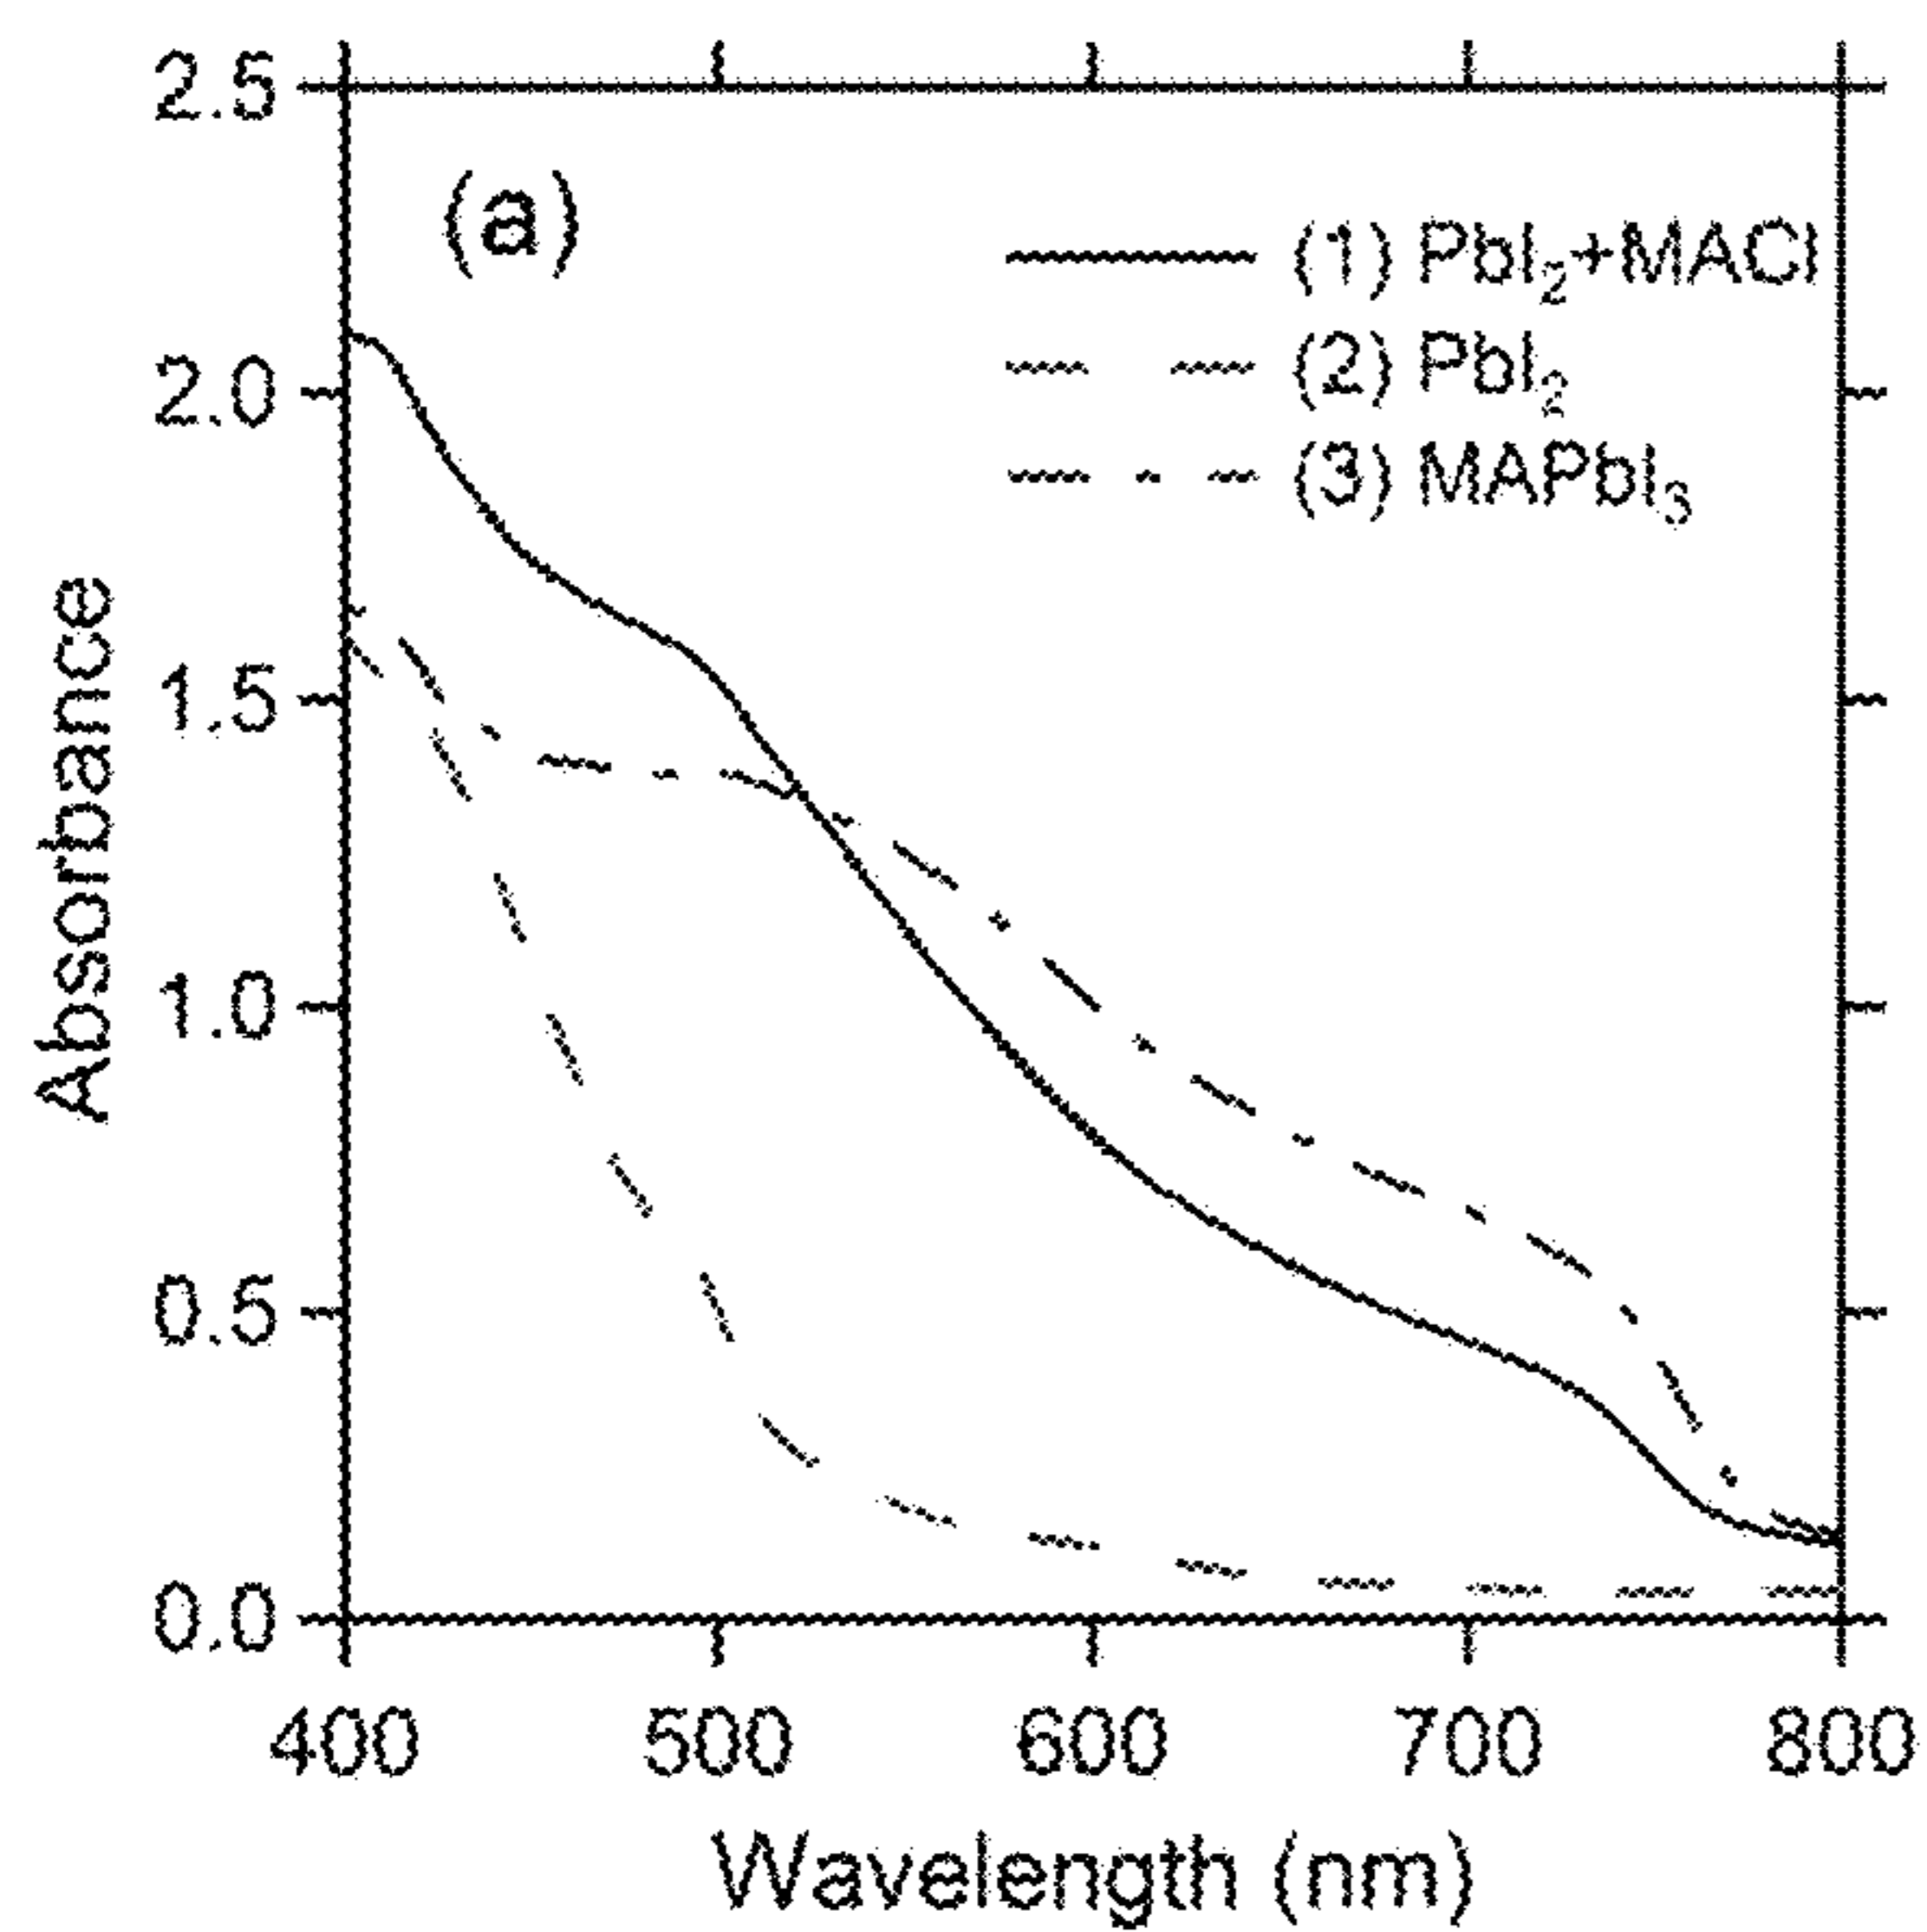 2.5
(a)
(1) PbI₂+MACl
(2) PbI₂
2.0
(3) MAPbI₃
Absorbance
1.5
1.0
0.5
0.0
400 500 600 700 800
Wavelength (nm)